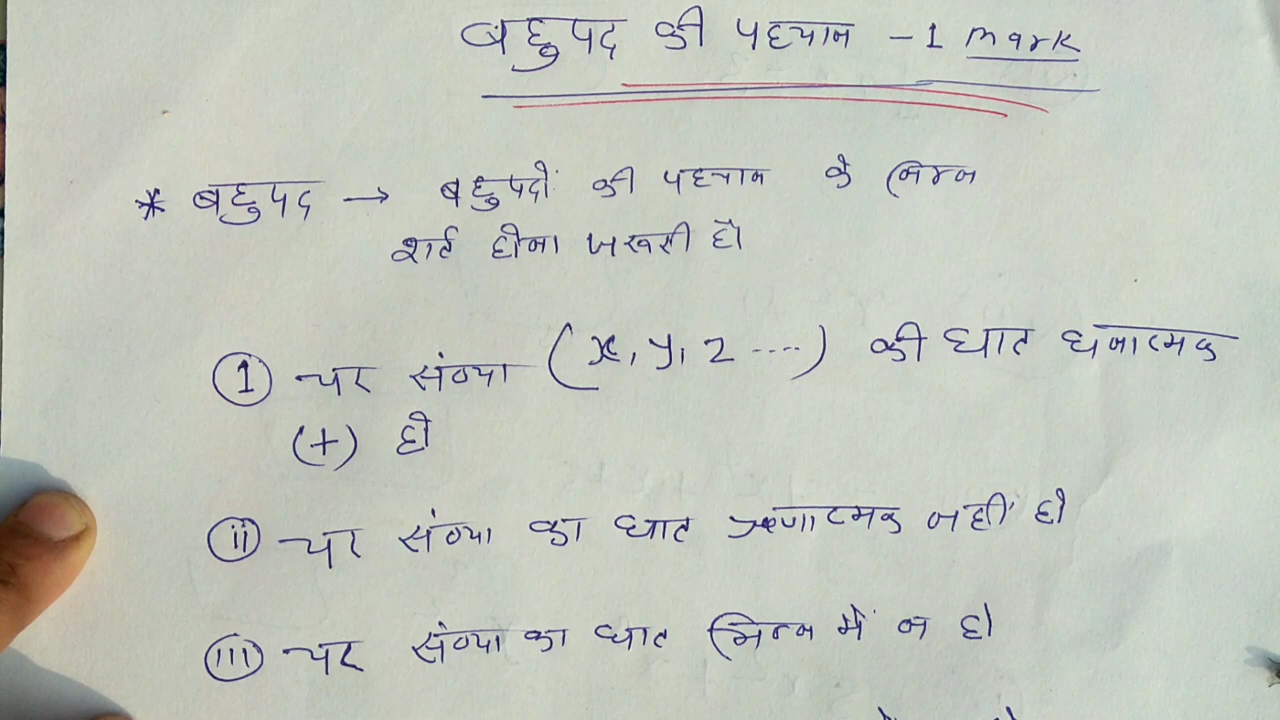 बहुपद की पहचान - 1 mark
* बहुपद → बहुपदों की पहचान के निम्न
शर्त होना जरूरी हो
① चर संख्या (x, y, z ....) की घात धनात्मक
(+) हो
ⅱ चर संख्या का घात ऋणात्मक नहीं हो
ⅲ चर संख्या का घात भिन्न में न हो